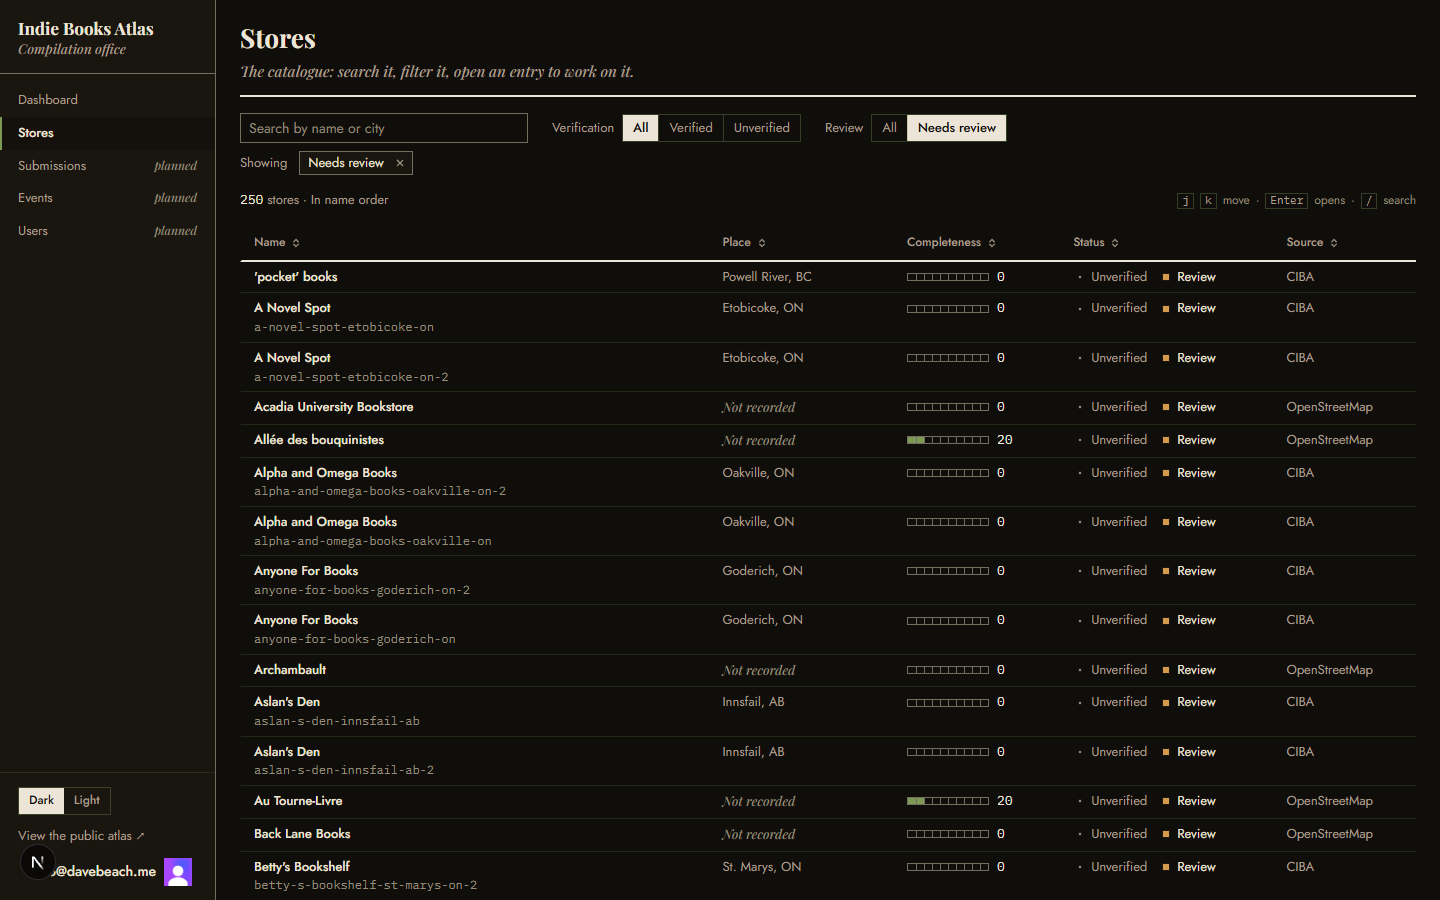 Indie Books Atlas
Compilation office
Dashboard
Stores
Submissions planned
Events planned
Users planned
Dark Light
View the public atlas ↗
N @davebeach.me
Stores
The catalogue: search it, filter it, open an entry to work on it.
Search by name or city Verification All Verified Unverified Review All Needs review
Showing Needs review ×
250 stores · In name order j k move · Enter opens · / search
Name Place Completeness Status Source
'pocket' books Powell River, BC 0 Unverified Review CIBA
A Novel Spot Etobicoke, ON 0 Unverified Review CIBA
a-novel-spot-etobicoke-on
A Novel Spot Etobicoke, ON 0 Unverified Review CIBA
a-novel-spot-etobicoke-on-2
Acadia University Bookstore Not recorded 0 Unverified Review OpenStreetMap
Allée des bouquinistes Not recorded 20 Unverified Review OpenStreetMap
Alpha and Omega Books Oakville, ON 0 Unverified Review CIBA
alpha-and-omega-books-oakville-on-2
Alpha and Omega Books Oakville, ON 0 Unverified Review CIBA
alpha-and-omega-books-oakville-on
Anyone For Books Goderich, ON 0 Unverified Review CIBA
anyone-for-books-goderich-on-2
Anyone For Books Goderich, ON 0 Unverified Review CIBA
anyone-for-books-goderich-on
Archambault Not recorded 0 Unverified Review OpenStreetMap
Aslan's Den Innsfail, AB 0 Unverified Review CIBA
aslan-s-den-innsfail-ab
Aslan's Den Innsfail, AB 0 Unverified Review CIBA
aslan-s-den-innsfail-ab-2
Au Tourne-Livre Not recorded 20 Unverified Review OpenStreetMap
Back Lane Books Not recorded 0 Unverified Review OpenStreetMap
Betty's Bookshelf St. Marys, ON 0 Unverified Review CIBA
betty-s-bookshelf-st-marys-on-2